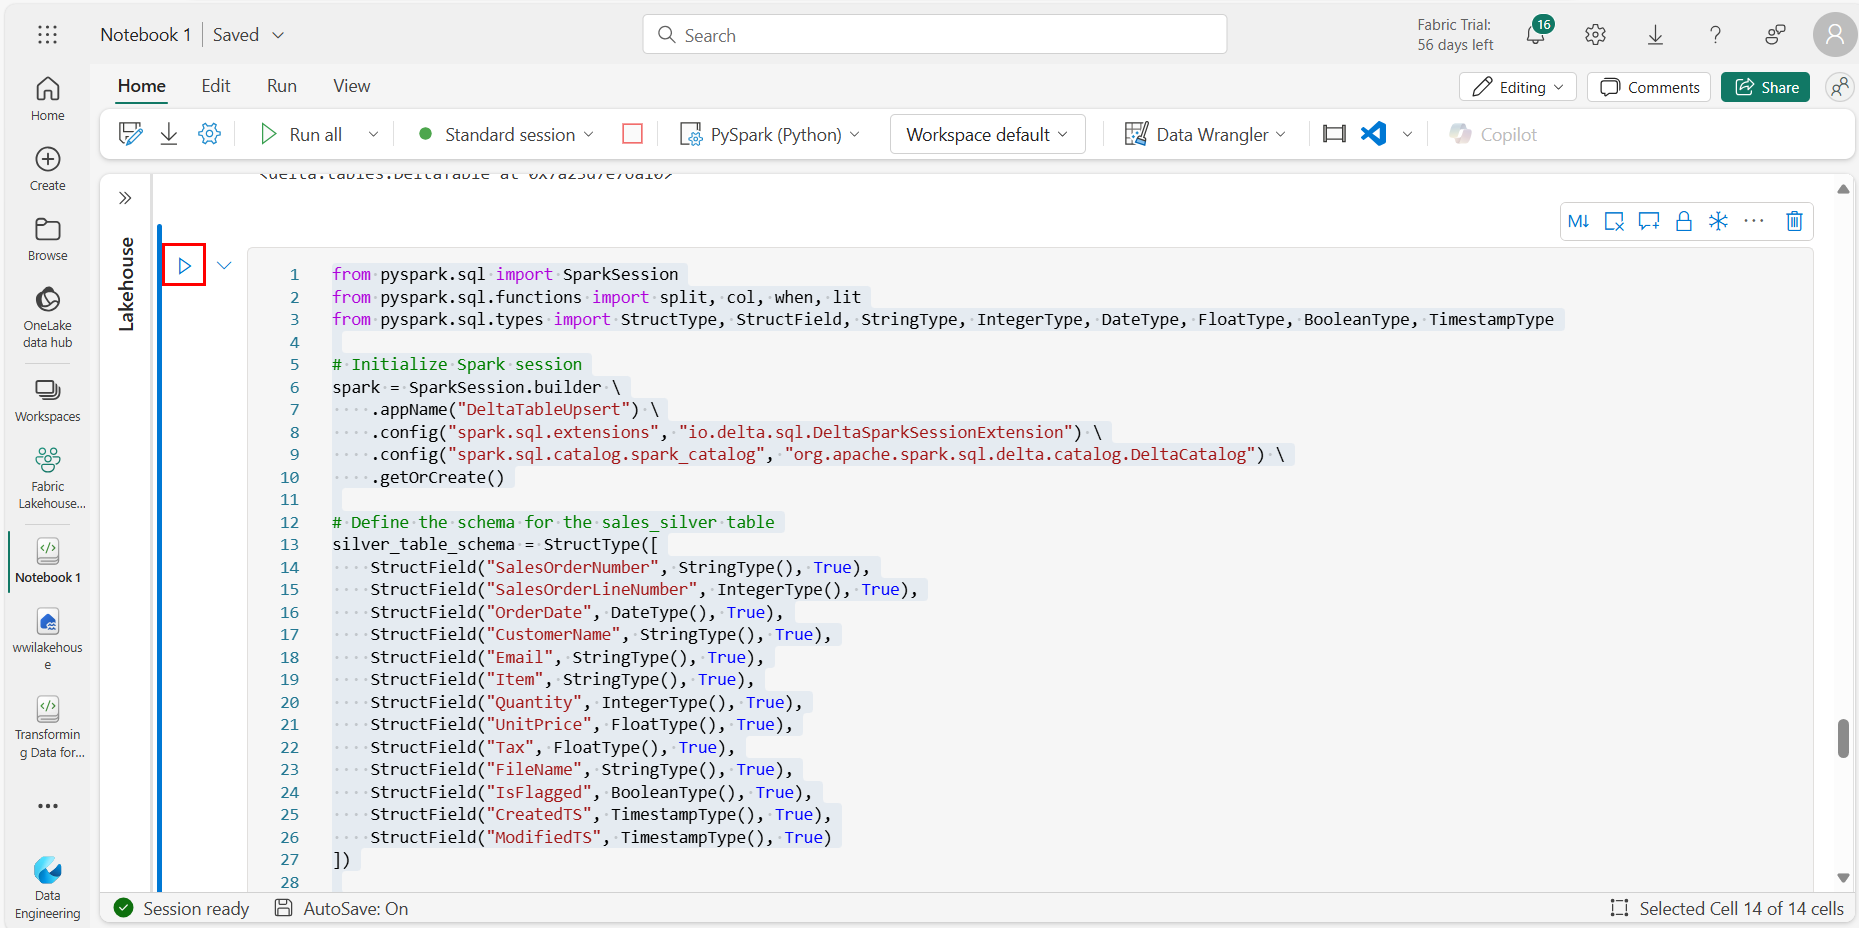 Notebook 1 Saved
Search
Fabric Trial:
56 days left
16
Home Edit Run View
Editing Comments Share
Run all Standard session PySpark (Python) Workspace default Data Wrangler Copilot
Home
Create
Browse
OneLake
data hub
Workspaces
Fabric
Lakehouse...
Notebook 1
wwilakehous
e
Transformin
g Data for...
Data
Engineering
Lakehouse
<delta.tables.DeltaTable at 0x7a23d7e76a10>
M↓
1 from pyspark.sql import SparkSession
2 from pyspark.sql.functions import split, col, when, lit
3 from pyspark.sql.types import StructType, StructField, StringType, IntegerType, DateType, FloatType, BooleanType, TimestampType
4
5 # Initialize Spark session
6 spark = SparkSession.builder \
7 .appName("DeltaTableUpsert") \
8 .config("spark.sql.extensions", "io.delta.sql.DeltaSparkSessionExtension") \
9 .config("spark.sql.catalog.spark_catalog", "org.apache.spark.sql.delta.catalog.DeltaCatalog") \
10 .getOrCreate()
11
12 # Define the schema for the sales_silver table
13 silver_table_schema = StructType([
14 StructField("SalesOrderNumber", StringType(), True),
15 StructField("SalesOrderLineNumber", IntegerType(), True),
16 StructField("OrderDate", DateType(), True),
17 StructField("CustomerName", StringType(), True),
18 StructField("Email", StringType(), True),
19 StructField("Item", StringType(), True),
20 StructField("Quantity", IntegerType(), True),
21 StructField("UnitPrice", FloatType(), True),
22 StructField("Tax", FloatType(), True),
23 StructField("FileName", StringType(), True),
24 StructField("IsFlagged", BooleanType(), True),
25 StructField("CreatedTS", TimestampType(), True),
26 StructField("ModifiedTS", TimestampType(), True)
27 ])
28
Session ready AutoSave: On Selected Cell 14 of 14 cells